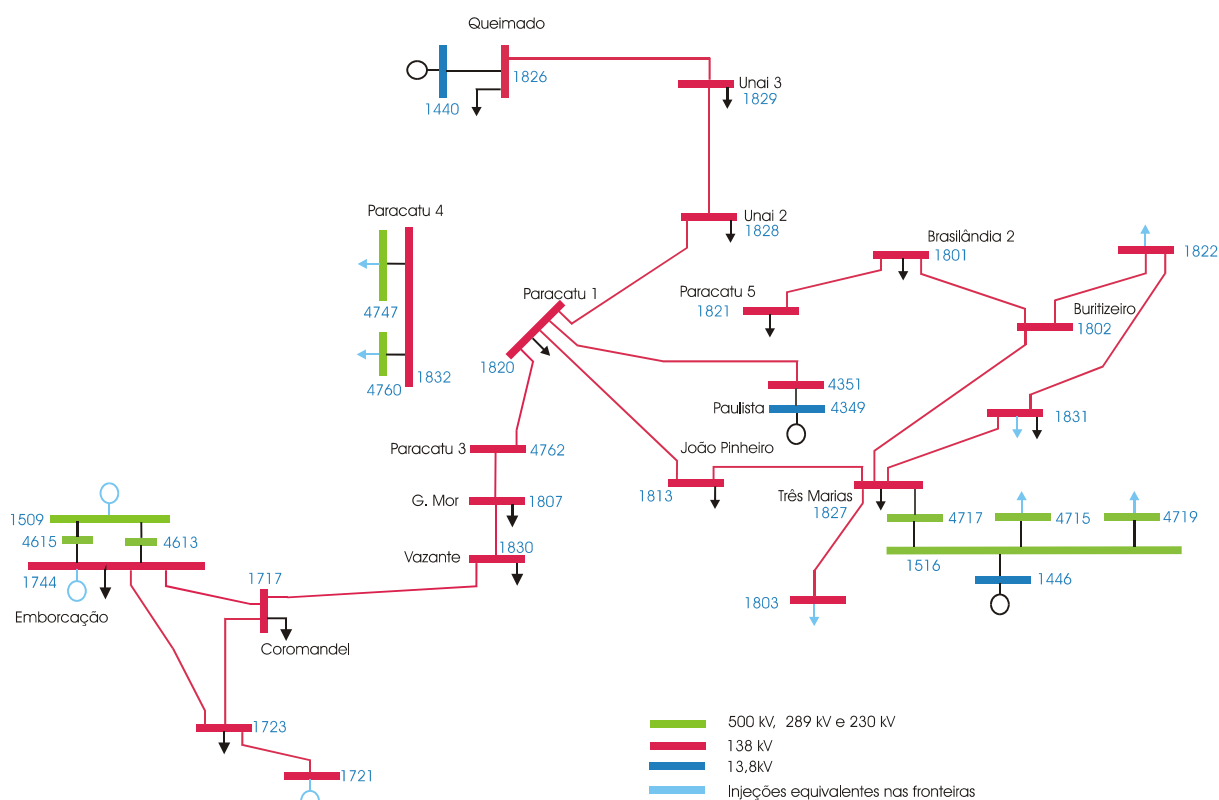 Queimado
1826
1440
Unai 3
1829
Paracatu 4
Unai 2
1828
Brasilândia 2
1801
1822
Paracatu 1
Paracatu 5
1821
Buritizeiro
1802
4747
1820
4760
1832
4351
Paulista
4349
1831
Paracatu 3
4762
João Pinheiro
1813
Três Marias
1827
G. Mor
1807
1509
4615
4613
4717
4715
4719
Vazante
1830
1516
1446
1744
1717
1803
Emborcação
Coromandel
1723
1721
500 kV, 289 kV e 230 kV
138 kV
13,8kV
Injeções equivalentes nas fronteiras